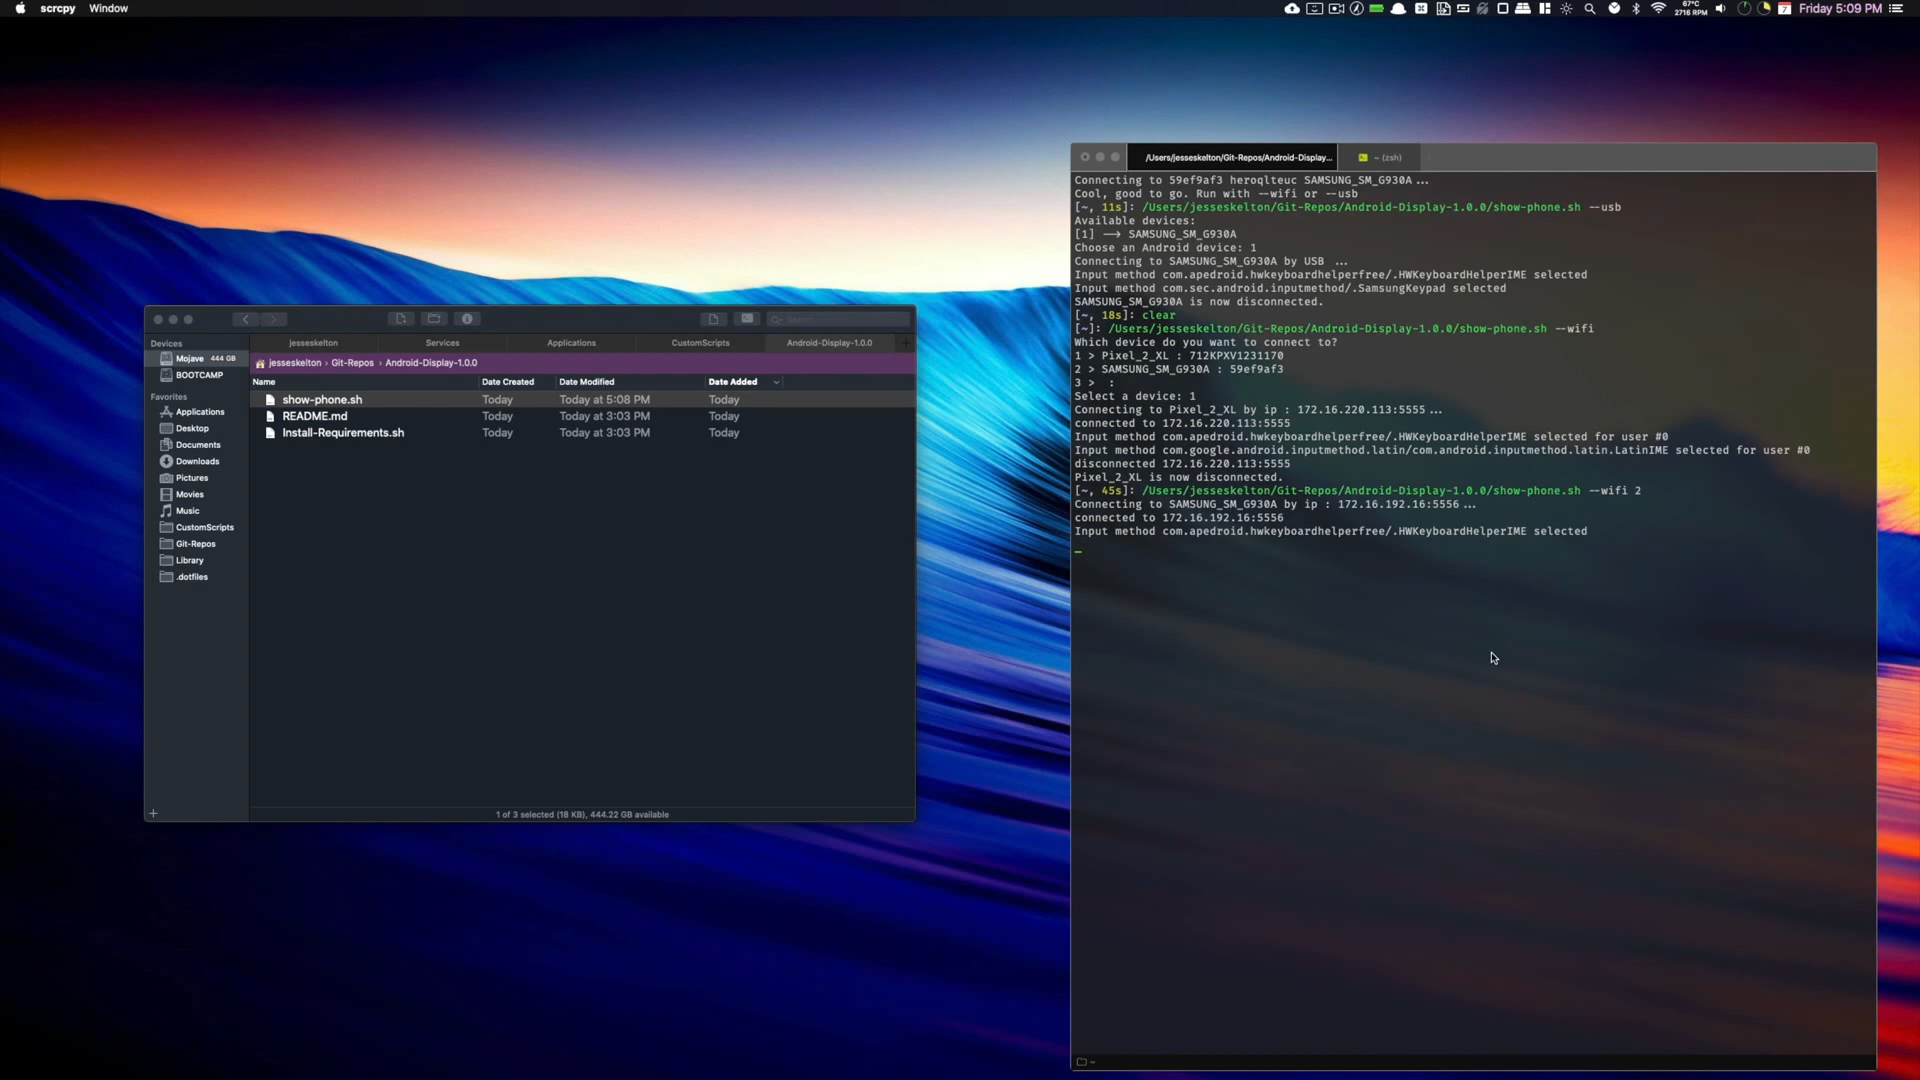 scrcpy Window
67°C
2716 RPM
7
Friday 5:09 PM
jesseskelton Services Applications CustomScripts Android-Display-1.0.0
jesseskelton › Git-Repos › Android-Display-1.0.0
Name Date Created Date Modified Date Added
show-phone.sh Today Today at 5:08 PM Today
README.md Today Today at 3:03 PM Today
Install-Requirements.sh Today Today at 3:03 PM Today
Devices
Mojave 444 GB
BOOTCAMP
Favorites
Applications
Desktop
Documents
Downloads
Pictures
Movies
Music
CustomScripts
Git-Repos
Library
.dotfiles
1 of 3 selected (18 KB), 444.22 GB available
/Users/jesseskelton/Git-Repos/Android-Display... ~ (zsh)
Connecting to 59ef9af3 heroqlteuc SAMSUNG_SM_G930A...
Cool, good to go. Run with --wifi or --usb
[~, 11s]: /Users/jesseskelton/Git-Repos/Android-Display-1.0.0/show-phone.sh --usb
Available devices:
[1] --> SAMSUNG_SM_G930A
Choose an Android device: 1
Connecting to SAMSUNG_SM_G930A by USB ...
Input method com.apedroid.hwkeyboardhelperfree/.HWKeyboardHelperIME selected
Input method com.sec.android.inputmethod/.SamsungKeypad selected
SAMSUNG_SM_G930A is now disconnected.
[~, 18s]: clear
[~]: /Users/jesseskelton/Git-Repos/Android-Display-1.0.0/show-phone.sh --wifi
Which device do you want to connect to?
1 > Pixel_2_XL : 712KPXV1231170
2 > SAMSUNG_SM_G930A : 59ef9af3
3 > :
Select a device: 1
Connecting to Pixel_2_XL by ip : 172.16.220.113:5555...
connected to 172.16.220.113:5555
Input method com.apedroid.hwkeyboardhelperfree/.HWKeyboardHelperIME selected for user #0
Input method com.google.android.inputmethod.latin/com.android.inputmethod.latin.LatinIME selected for user #0
disconnected 172.16.220.113:5555
Pixel_2_XL is now disconnected.
[~, 45s]: /Users/jesseskelton/Git-Repos/Android-Display-1.0.0/show-phone.sh --wifi 2
Connecting to SAMSUNG_SM_G930A by ip : 172.16.192.16:5556...
connected to 172.16.192.16:5556
Input method com.apedroid.hwkeyboardhelperfree/.HWKeyboardHelperIME selected
~